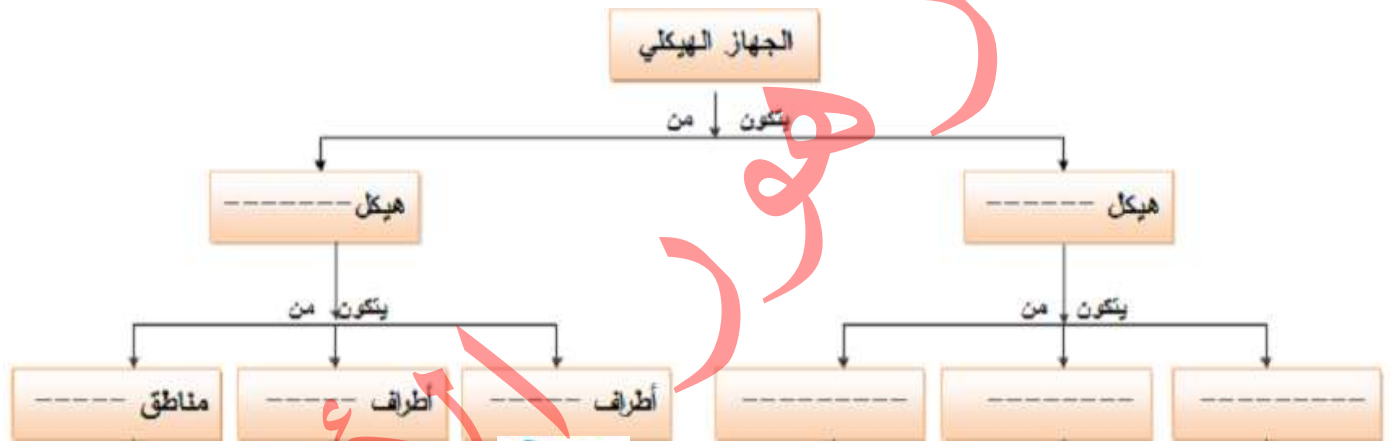 الجهاز الهيكلي
يتكون من
هيكل ------
هيكل -------
يتكون من
يتكون من
---------
--------
---------
أطراف -----
أطراف -----
مناطق -----